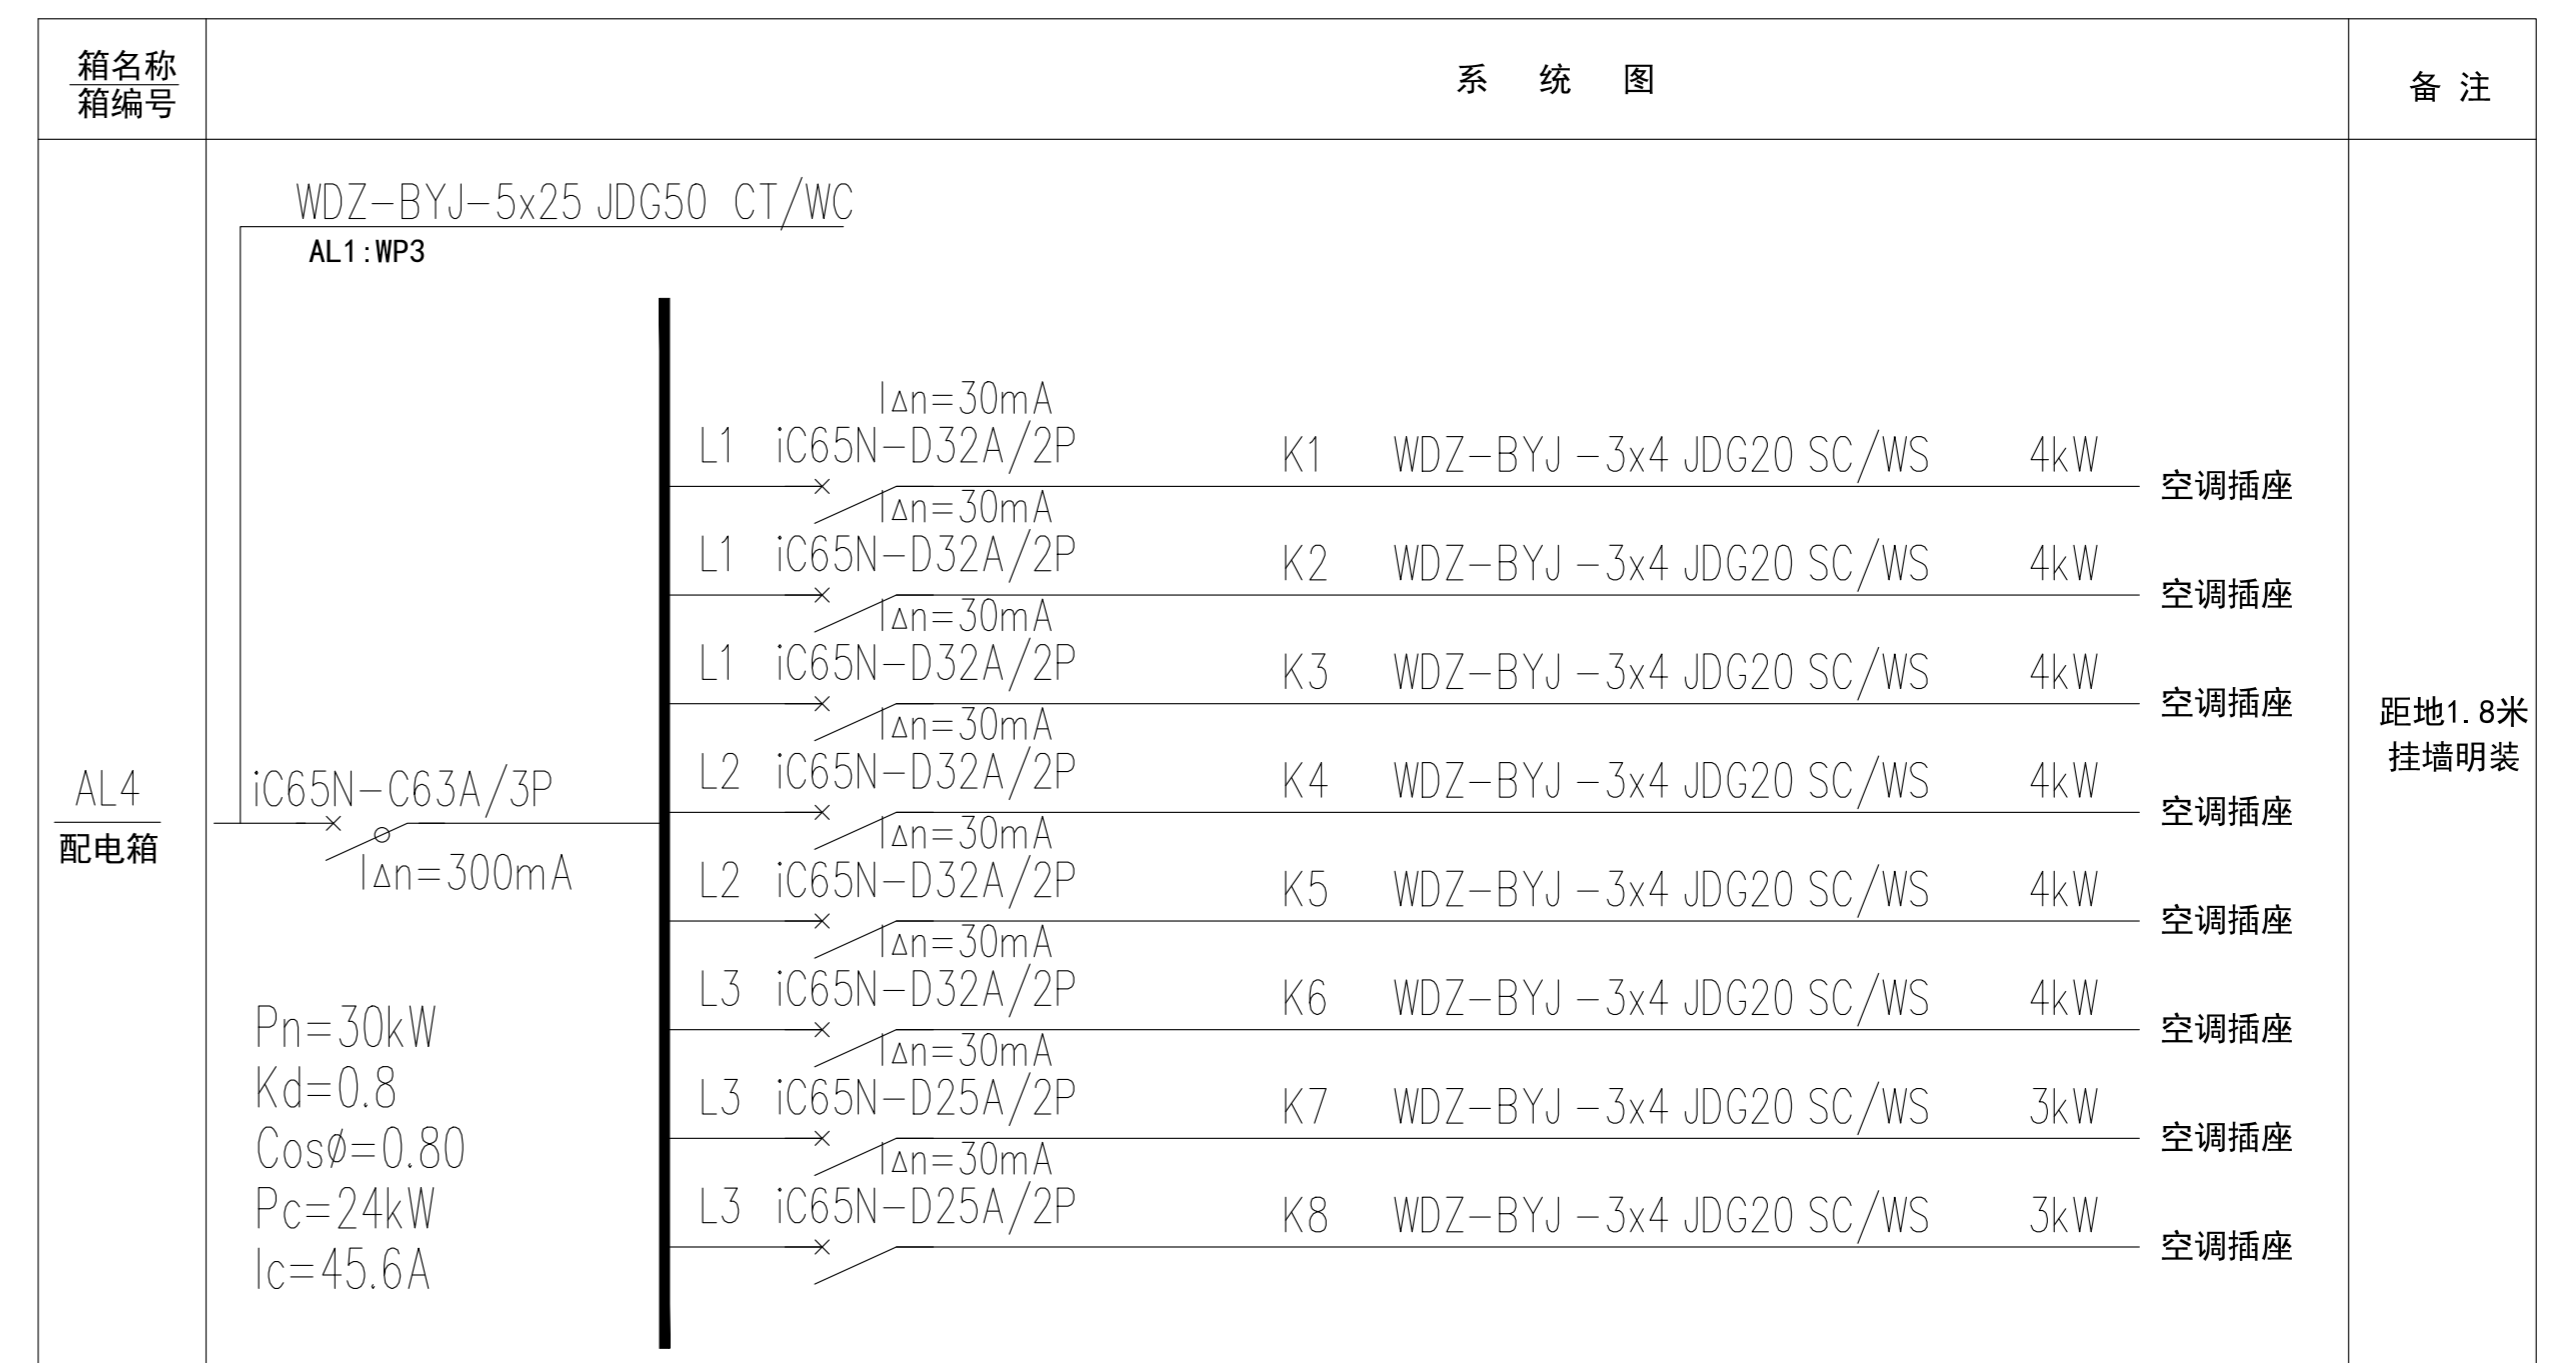 箱名称
箱编号
系 统 图
备 注
WDZ-BYJ-5x25 JDG50 CT/WC
AL1:WP3
AL4
配电箱
iC65N-C63A/3P
I△n=300mA
Pn=30kW
Kd=0.8
Cosø=0.80
Pc=24kW
Ic=45.6A
I△n=30mA
L1 iC65N-D32A/2P K1 WDZ-BYJ-3x4 JDG20 SC/WS 4kW 空调插座
I△n=30mA
L1 iC65N-D32A/2P K2 WDZ-BYJ-3x4 JDG20 SC/WS 4kW 空调插座
I△n=30mA
L1 iC65N-D32A/2P K3 WDZ-BYJ-3x4 JDG20 SC/WS 4kW 空调插座
I△n=30mA
L2 iC65N-D32A/2P K4 WDZ-BYJ-3x4 JDG20 SC/WS 4kW 空调插座
I△n=30mA
L2 iC65N-D32A/2P K5 WDZ-BYJ-3x4 JDG20 SC/WS 4kW 空调插座
I△n=30mA
L3 iC65N-D32A/2P K6 WDZ-BYJ-3x4 JDG20 SC/WS 4kW 空调插座
I△n=30mA
L3 iC65N-D25A/2P K7 WDZ-BYJ-3x4 JDG20 SC/WS 3kW 空调插座
I△n=30mA
L3 iC65N-D25A/2P K8 WDZ-BYJ-3x4 JDG20 SC/WS 3kW 空调插座
距地1.8米
挂墙明装